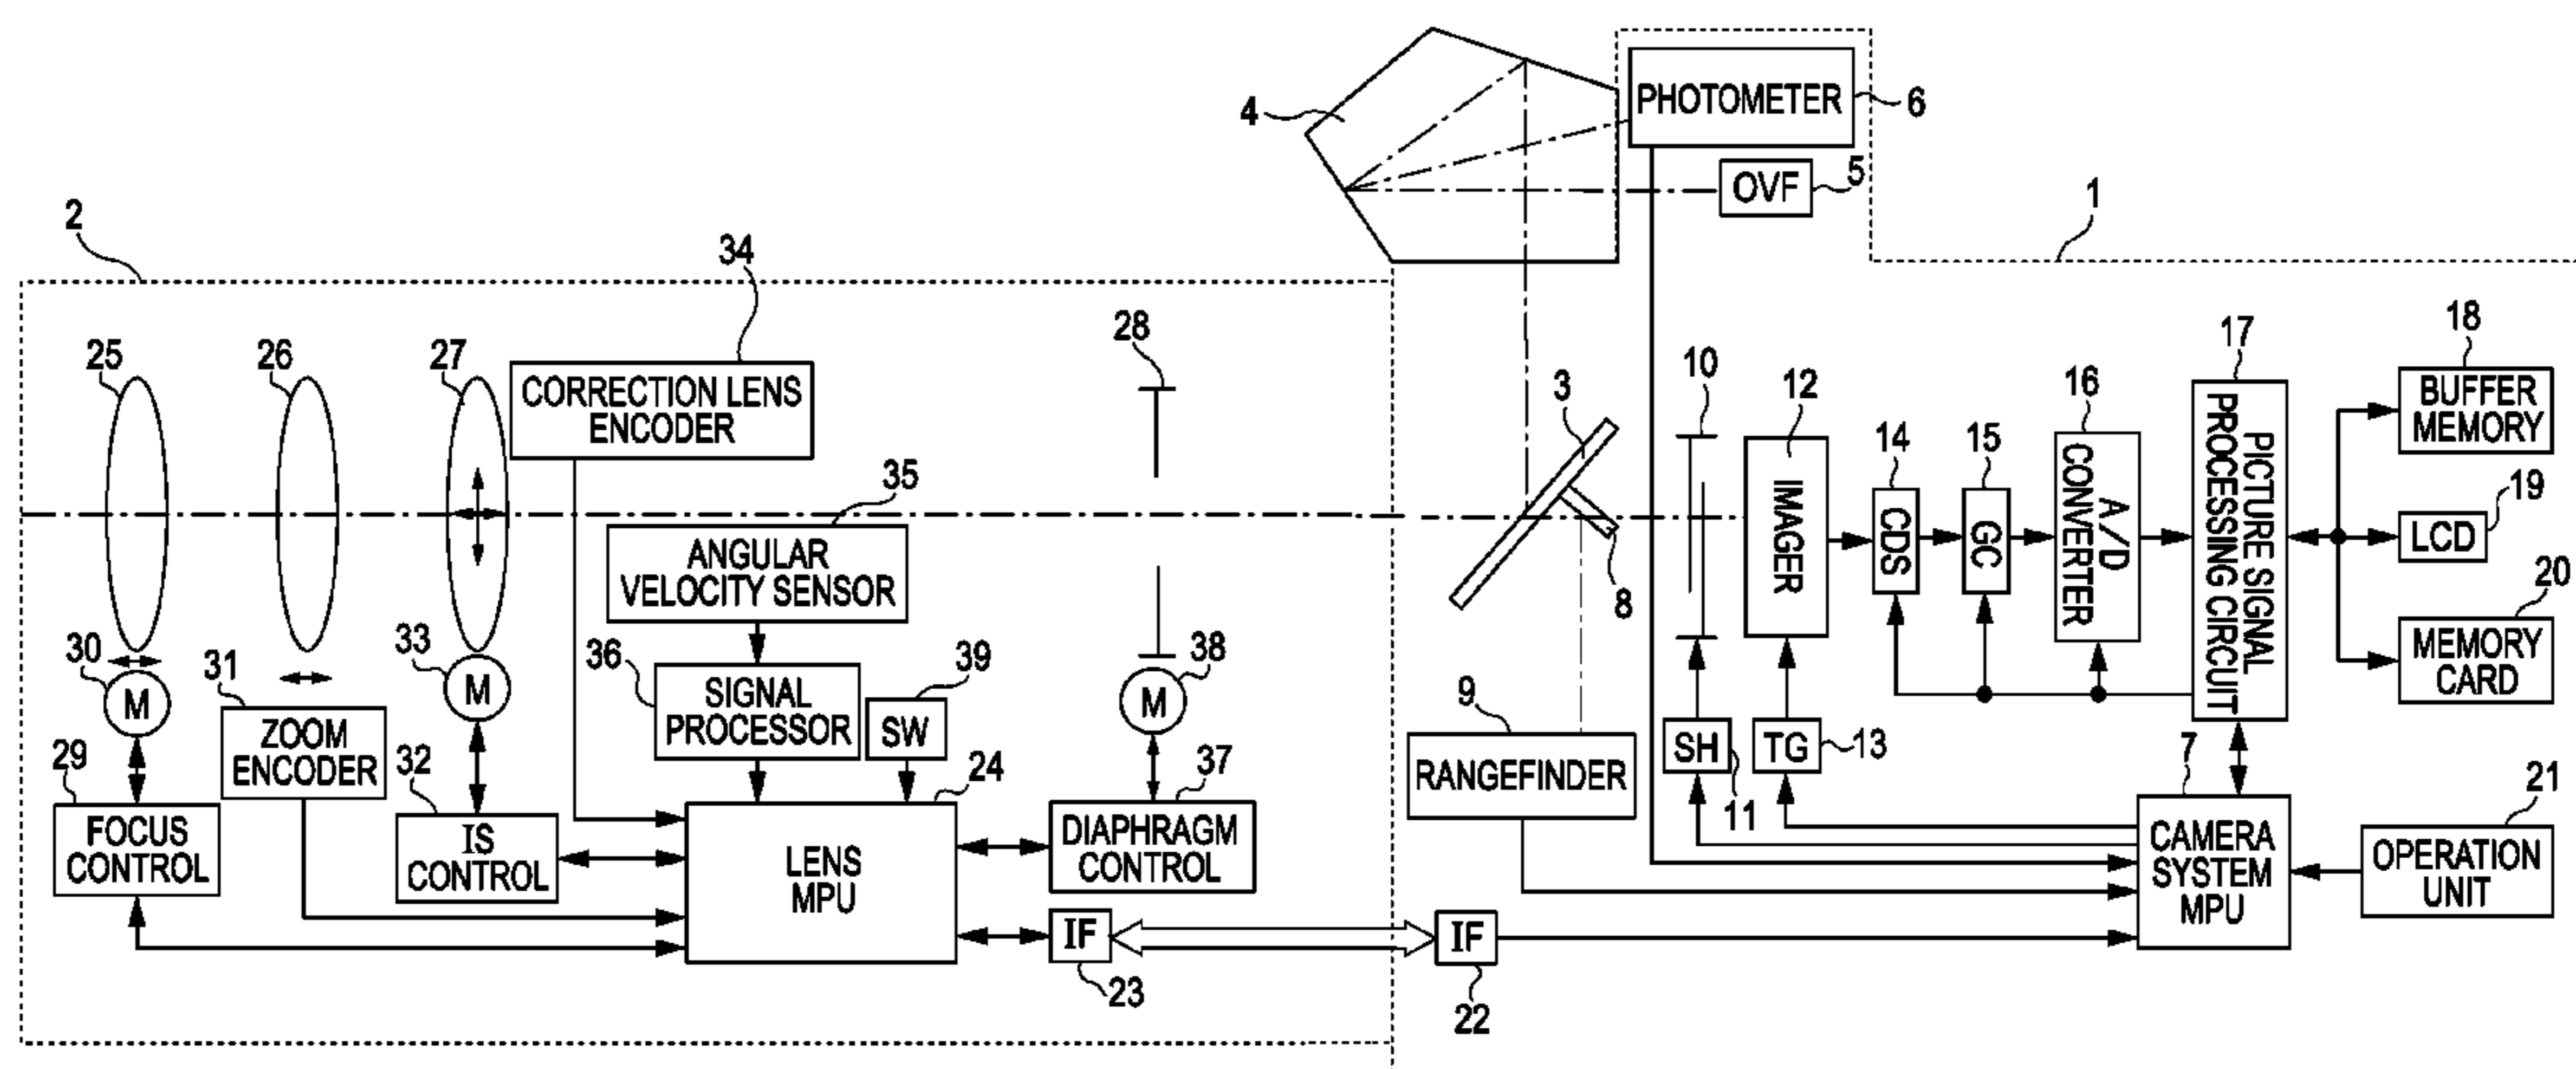 4
PHOTOMETER
6
OVF
5
1
2
34
28
25
26
27
CORRECTION LENS
ENCODER
35
ANGULAR
VELOCITY SENSOR
3
8
10
12
IMAGER
14
CDS
15
GC
16
A/D
CONVERTER
17
PICTURE SIGNAL
PROCESSING CIRCUIT
18
BUFFER
MEMORY
LCD
19
20
MEMORY
CARD
30
M
31
ZOOM
ENCODER
33
M
36
SIGNAL
PROCESSOR
39
SW
38
M
9
RANGEFINDER
SH
11
TG
13
29
FOCUS
CONTROL
32
IS
CONTROL
24
LENS
MPU
37
DIAPHRAGM
CONTROL
7
CAMERA
SYSTEM
MPU
21
OPERATION
UNIT
IF
23
IF
22